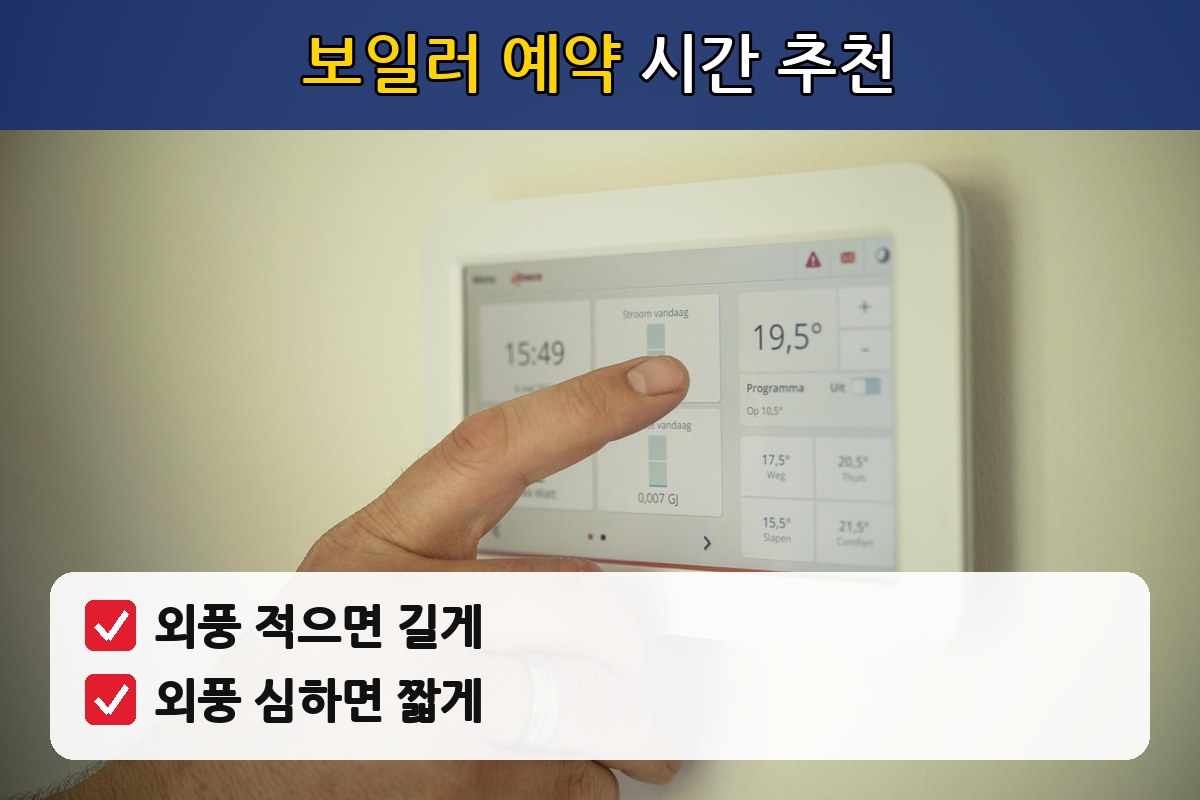 보일러 예약 시간 추천
Stroom vandaag
15:49
19,5°
+
-
Programma Uit
Op 10,5°
vandaag
17,5°
Weg
20,5°
Thuis
0,007 GJ
15,5°
Slapen
21,5°
Comfort
외풍 적으면 길게
외풍 심하면 짧게